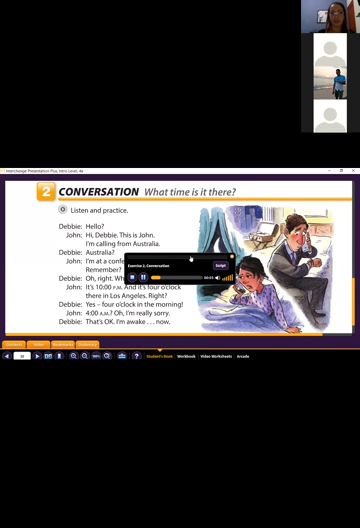 Interchange Presentation Plus, Intro Level, 4e
2 CONVERSATION What time is it there?
Listen and practice.
Debbie: Hello?
John: Hi, Debbie. This is John.
I'm calling from Australia.
Debbie: Australia?
John: I'm at a confe
Remember?
Debbie: Oh, right. Wh
John: It's 10:00 P.M. And it's four o'clock
there in Los Angeles. Right?
Debbie: Yes – four o'clock in the morning!
John: 4:00 A.M.? Oh, I'm really sorry.
Debbie: That's OK. I'm awake . . . now.
Exercise 2, Conversation
Script
Contents Video Bookmarks Dictionary
Student's Book Workbook Video Worksheets Arcade